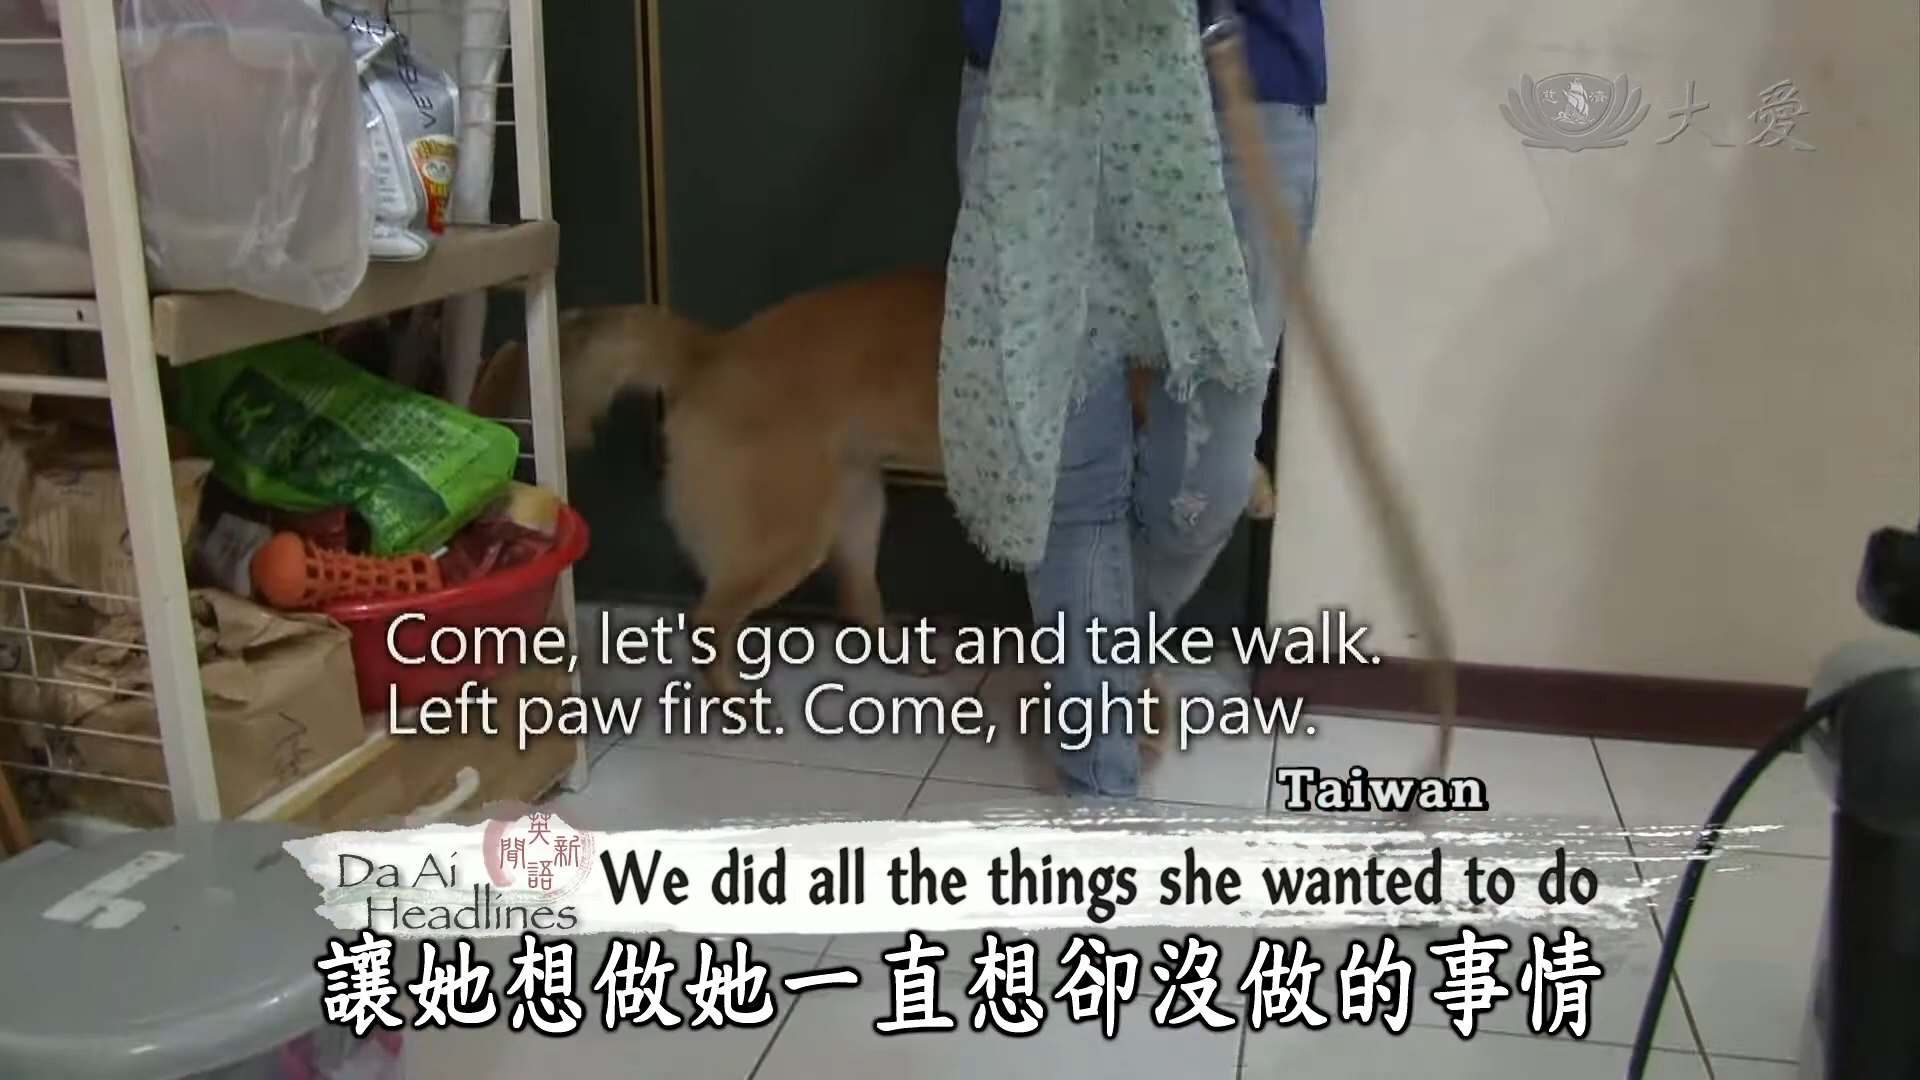 慈濟 大愛
Come, let's go out and take walk.
Left paw first. Come, right paw.
Taiwan
Da Ai
Headlines
英語新聞
We did all the things she wanted to do
讓她想做她一直想卻沒做的事情